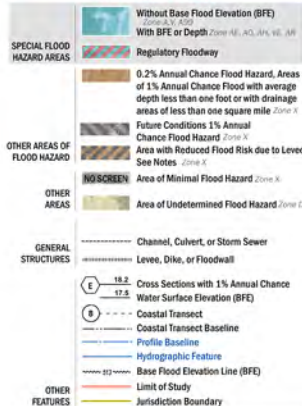 Without Base Flood Elevation (BFE)
Zone A,V, A99
With BFE or Depth Zone AE, AO, AH, VE, AR
SPECIAL FLOOD
HAZARD AREAS
Regulatory Floodway
0.2% Annual Chance Flood Hazard, Areas
of 1% Annual Chance Flood with average
depth less than one foot or with drainage
areas of less than one square mile Zone X
Future Conditions 1% Annual
Chance Flood Hazard Zone X
OTHER AREAS OF
FLOOD HAZARD
Area with Reduced Flood Risk due to Levee
See Notes Zone X
NO SCREEN Area of Minimal Flood Hazard Zone X
OTHER
AREAS
Area of Undetermined Flood Hazard Zone D
GENERAL
STRUCTURES
Channel, Culvert, or Storm Sewer
Levee, Dike, or Floodwall
E 18.2 Cross Sections with 1% Annual Chance
17.5 Water Surface Elevation (BFE)
8 Coastal Transect
Coastal Transect Baseline
Profile Baseline
Hydrographic Feature
513 Base Flood Elevation Line (BFE)
OTHER
FEATURES
Limit of Study
Jurisdiction Boundary